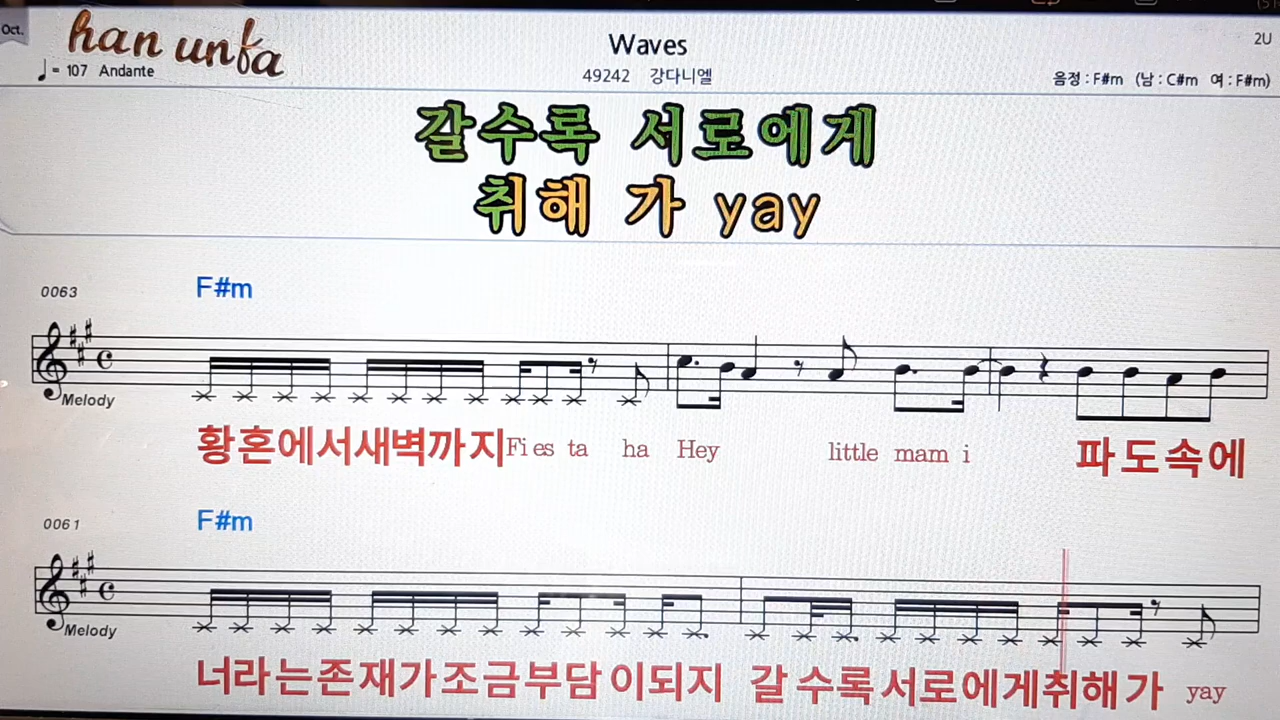 Oct.
han unfa
Waves
2U
♩ = 107 Andante
49242 강다니엘
음정 : F#m (남 : C#m 여 : F#m)
갈수록 서로에게
취해 가 yay
0063
F#m
Melody
황혼에서새벽까지Fi es ta ha Hey little mam i 파도속에
0061
F#m
Melody
너라는존재가조금부담이되지 갈수록서로에게취해가 yay